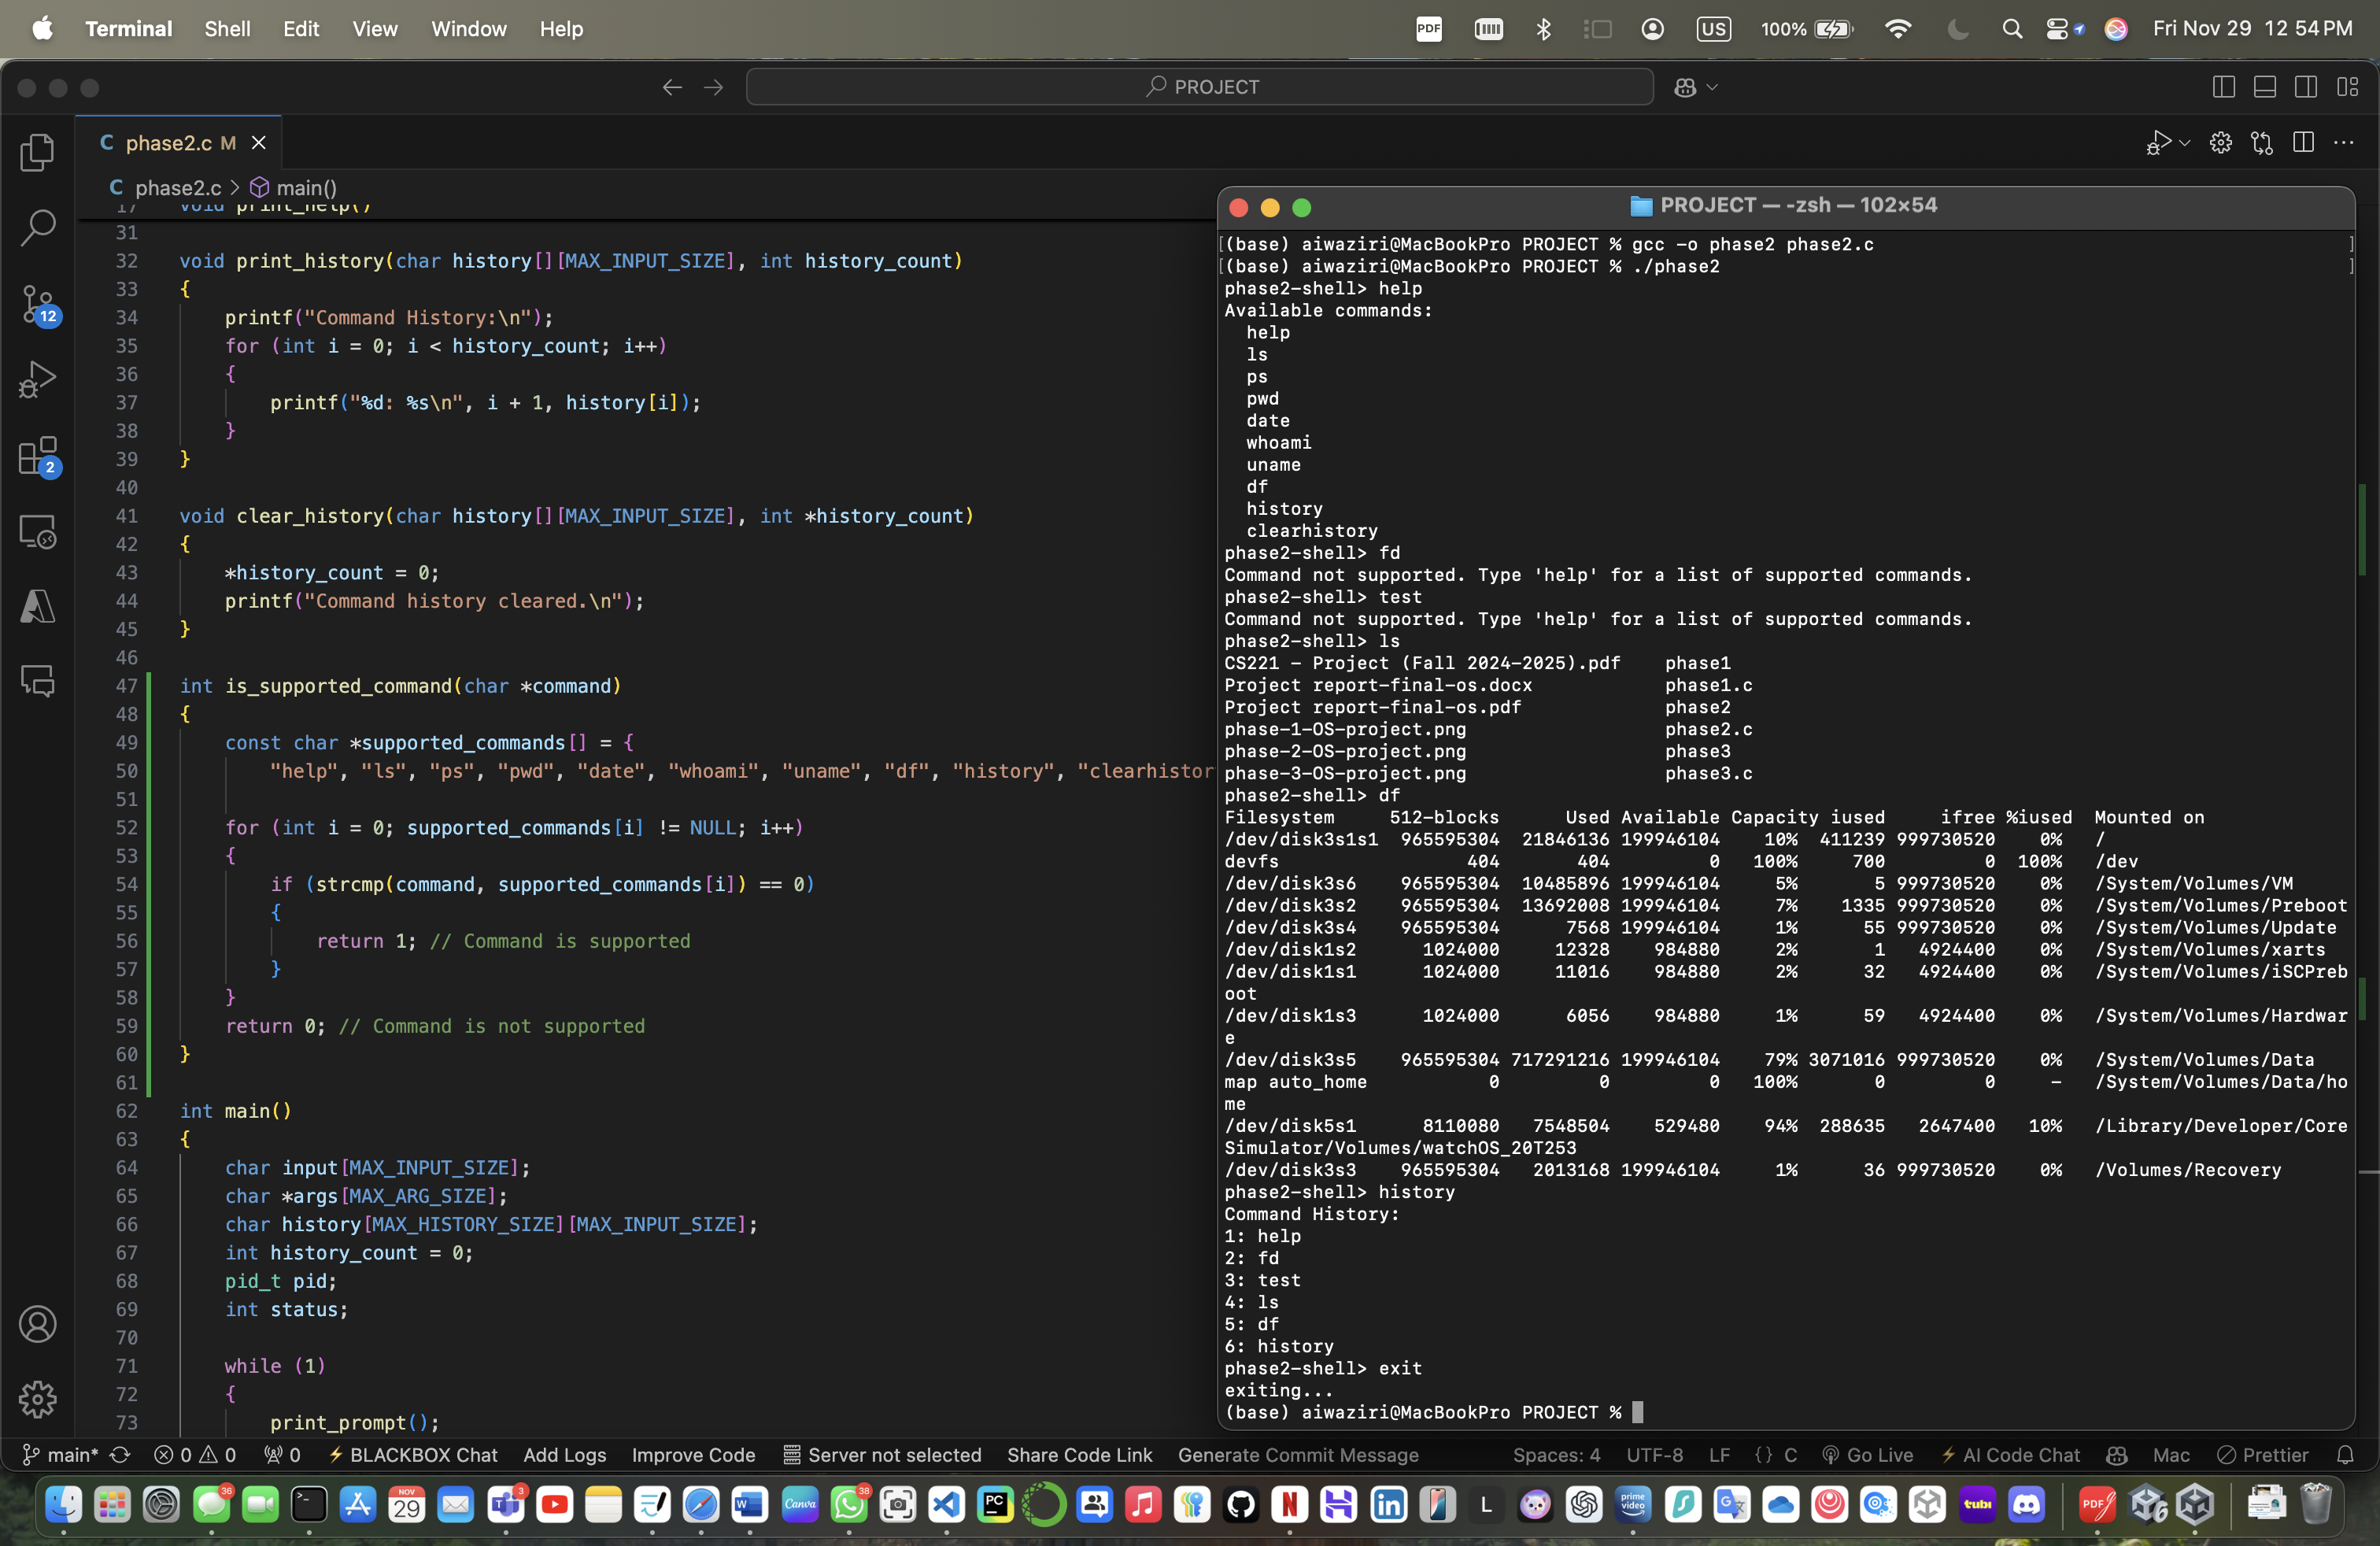 Terminal Shell Edit View Window Help PDF US 100% Fri Nov 29 12 54 PM
PROJECT
C phase2.c M
C phase2.c > main()
17 void print_help()
31
32 void print_history(char history[][MAX_INPUT_SIZE], int history_count)
33 {
34 printf("Command History:\n");
35 for (int i = 0; i < history_count; i++)
36 {
37 printf("%d: %s\n", i + 1, history[i]);
38 }
39 }
40
41 void clear_history(char history[][MAX_INPUT_SIZE], int *history_count)
42 {
43 *history_count = 0;
44 printf("Command history cleared.\n");
45 }
46
47 int is_supported_command(char *command)
48 {
49 const char *supported_commands[] = {
50 "help", "ls", "ps", "pwd", "date", "whoami", "uname", "df", "history", "clearhistor
51
52 for (int i = 0; supported_commands[i] != NULL; i++)
53 {
54 if (strcmp(command, supported_commands[i]) == 0)
55 {
56 return 1; // Command is supported
57 }
58 }
59 return 0; // Command is not supported
60 }
61
62 int main()
63 {
64 char input[MAX_INPUT_SIZE];
65 char *args[MAX_ARG_SIZE];
66 char history[MAX_HISTORY_SIZE][MAX_INPUT_SIZE];
67 int history_count = 0;
68 pid_t pid;
69 int status;
70
71 while (1)
72 {
73 print_prompt();
12
2
PROJECT — -zsh — 102×54
[(base) aiwaziri@MacBookPro PROJECT % gcc -o phase2 phase2.c ]
[(base) aiwaziri@MacBookPro PROJECT % ./phase2 ]
phase2-shell> help
Available commands:
help
ls
ps
pwd
date
whoami
uname
df
history
clearhistory
phase2-shell> fd
Command not supported. Type 'help' for a list of supported commands.
phase2-shell> test
Command not supported. Type 'help' for a list of supported commands.
phase2-shell> ls
CS221 - Project (Fall 2024-2025).pdf phase1
Project report-final-os.docx phase1.c
Project report-final-os.pdf phase2
phase-1-OS-project.png phase2.c
phase-2-OS-project.png phase3
phase-3-OS-project.png phase3.c
phase2-shell> df
Filesystem 512-blocks Used Available Capacity iused ifree %iused Mounted on
/dev/disk3s1s1 965595304 21846136 199946104 10% 411239 999730520 0% /
devfs 404 404 0 100% 700 0 100% /dev
/dev/disk3s6 965595304 10485896 199946104 5% 5 999730520 0% /System/Volumes/VM
/dev/disk3s2 965595304 13692008 199946104 7% 1335 999730520 0% /System/Volumes/Preboot
/dev/disk3s4 965595304 7568 199946104 1% 55 999730520 0% /System/Volumes/Update
/dev/disk1s2 1024000 12328 984880 2% 1 4924400 0% /System/Volumes/xarts
/dev/disk1s1 1024000 11016 984880 2% 32 4924400 0% /System/Volumes/iSCPreb
oot
/dev/disk1s3 1024000 6056 984880 1% 59 4924400 0% /System/Volumes/Hardwar
e
/dev/disk3s5 965595304 717291216 199946104 79% 3071016 999730520 0% /System/Volumes/Data
map auto_home 0 0 0 100% 0 0 - /System/Volumes/Data/ho
me
/dev/disk5s1 8110080 7548504 529480 94% 288635 2647400 10% /Library/Developer/Core
Simulator/Volumes/watchOS_20T253
/dev/disk3s3 965595304 2013168 199946104 1% 36 999730520 0% /Volumes/Recovery
phase2-shell> history
Command History:
1: help
2: fd
3: test
4: ls
5: df
6: history
phase2-shell> exit
exiting...
(base) aiwaziri@MacBookPro PROJECT %
main* 0 0 0 BLACKBOX Chat Add Logs Improve Code Server not selected Share Code Link Generate Commit Message Spaces: 4 UTF-8 LF {} C Go Live AI Code Chat Mac Prettier
36 NOV 29 3 W Canva 38 PC N H in L prime video tubi PDF 6